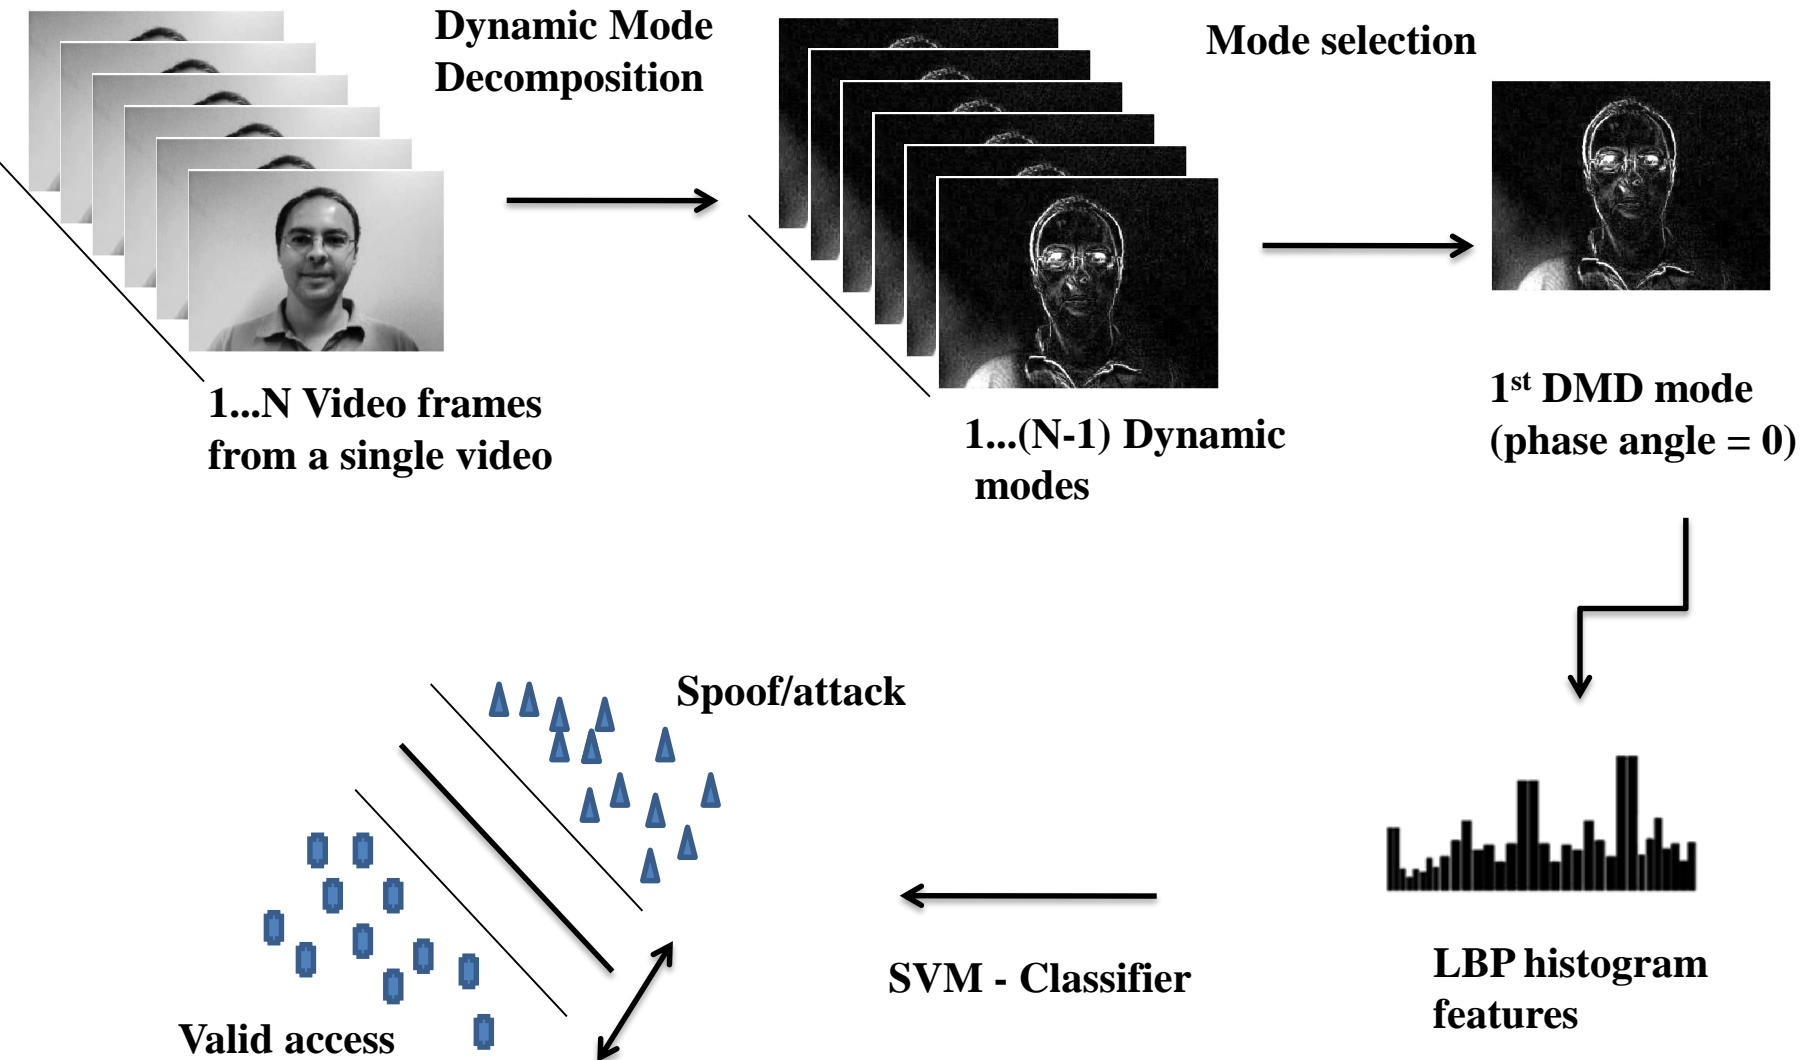 Dynamic Mode
Decomposition
Mode selection
1...N Video frames
from a single video
1...(N-1) Dynamic
modes
1st DMD mode
(phase angle = 0)
Spoof/attack
Valid access
SVM - Classifier
LBP histogram
features